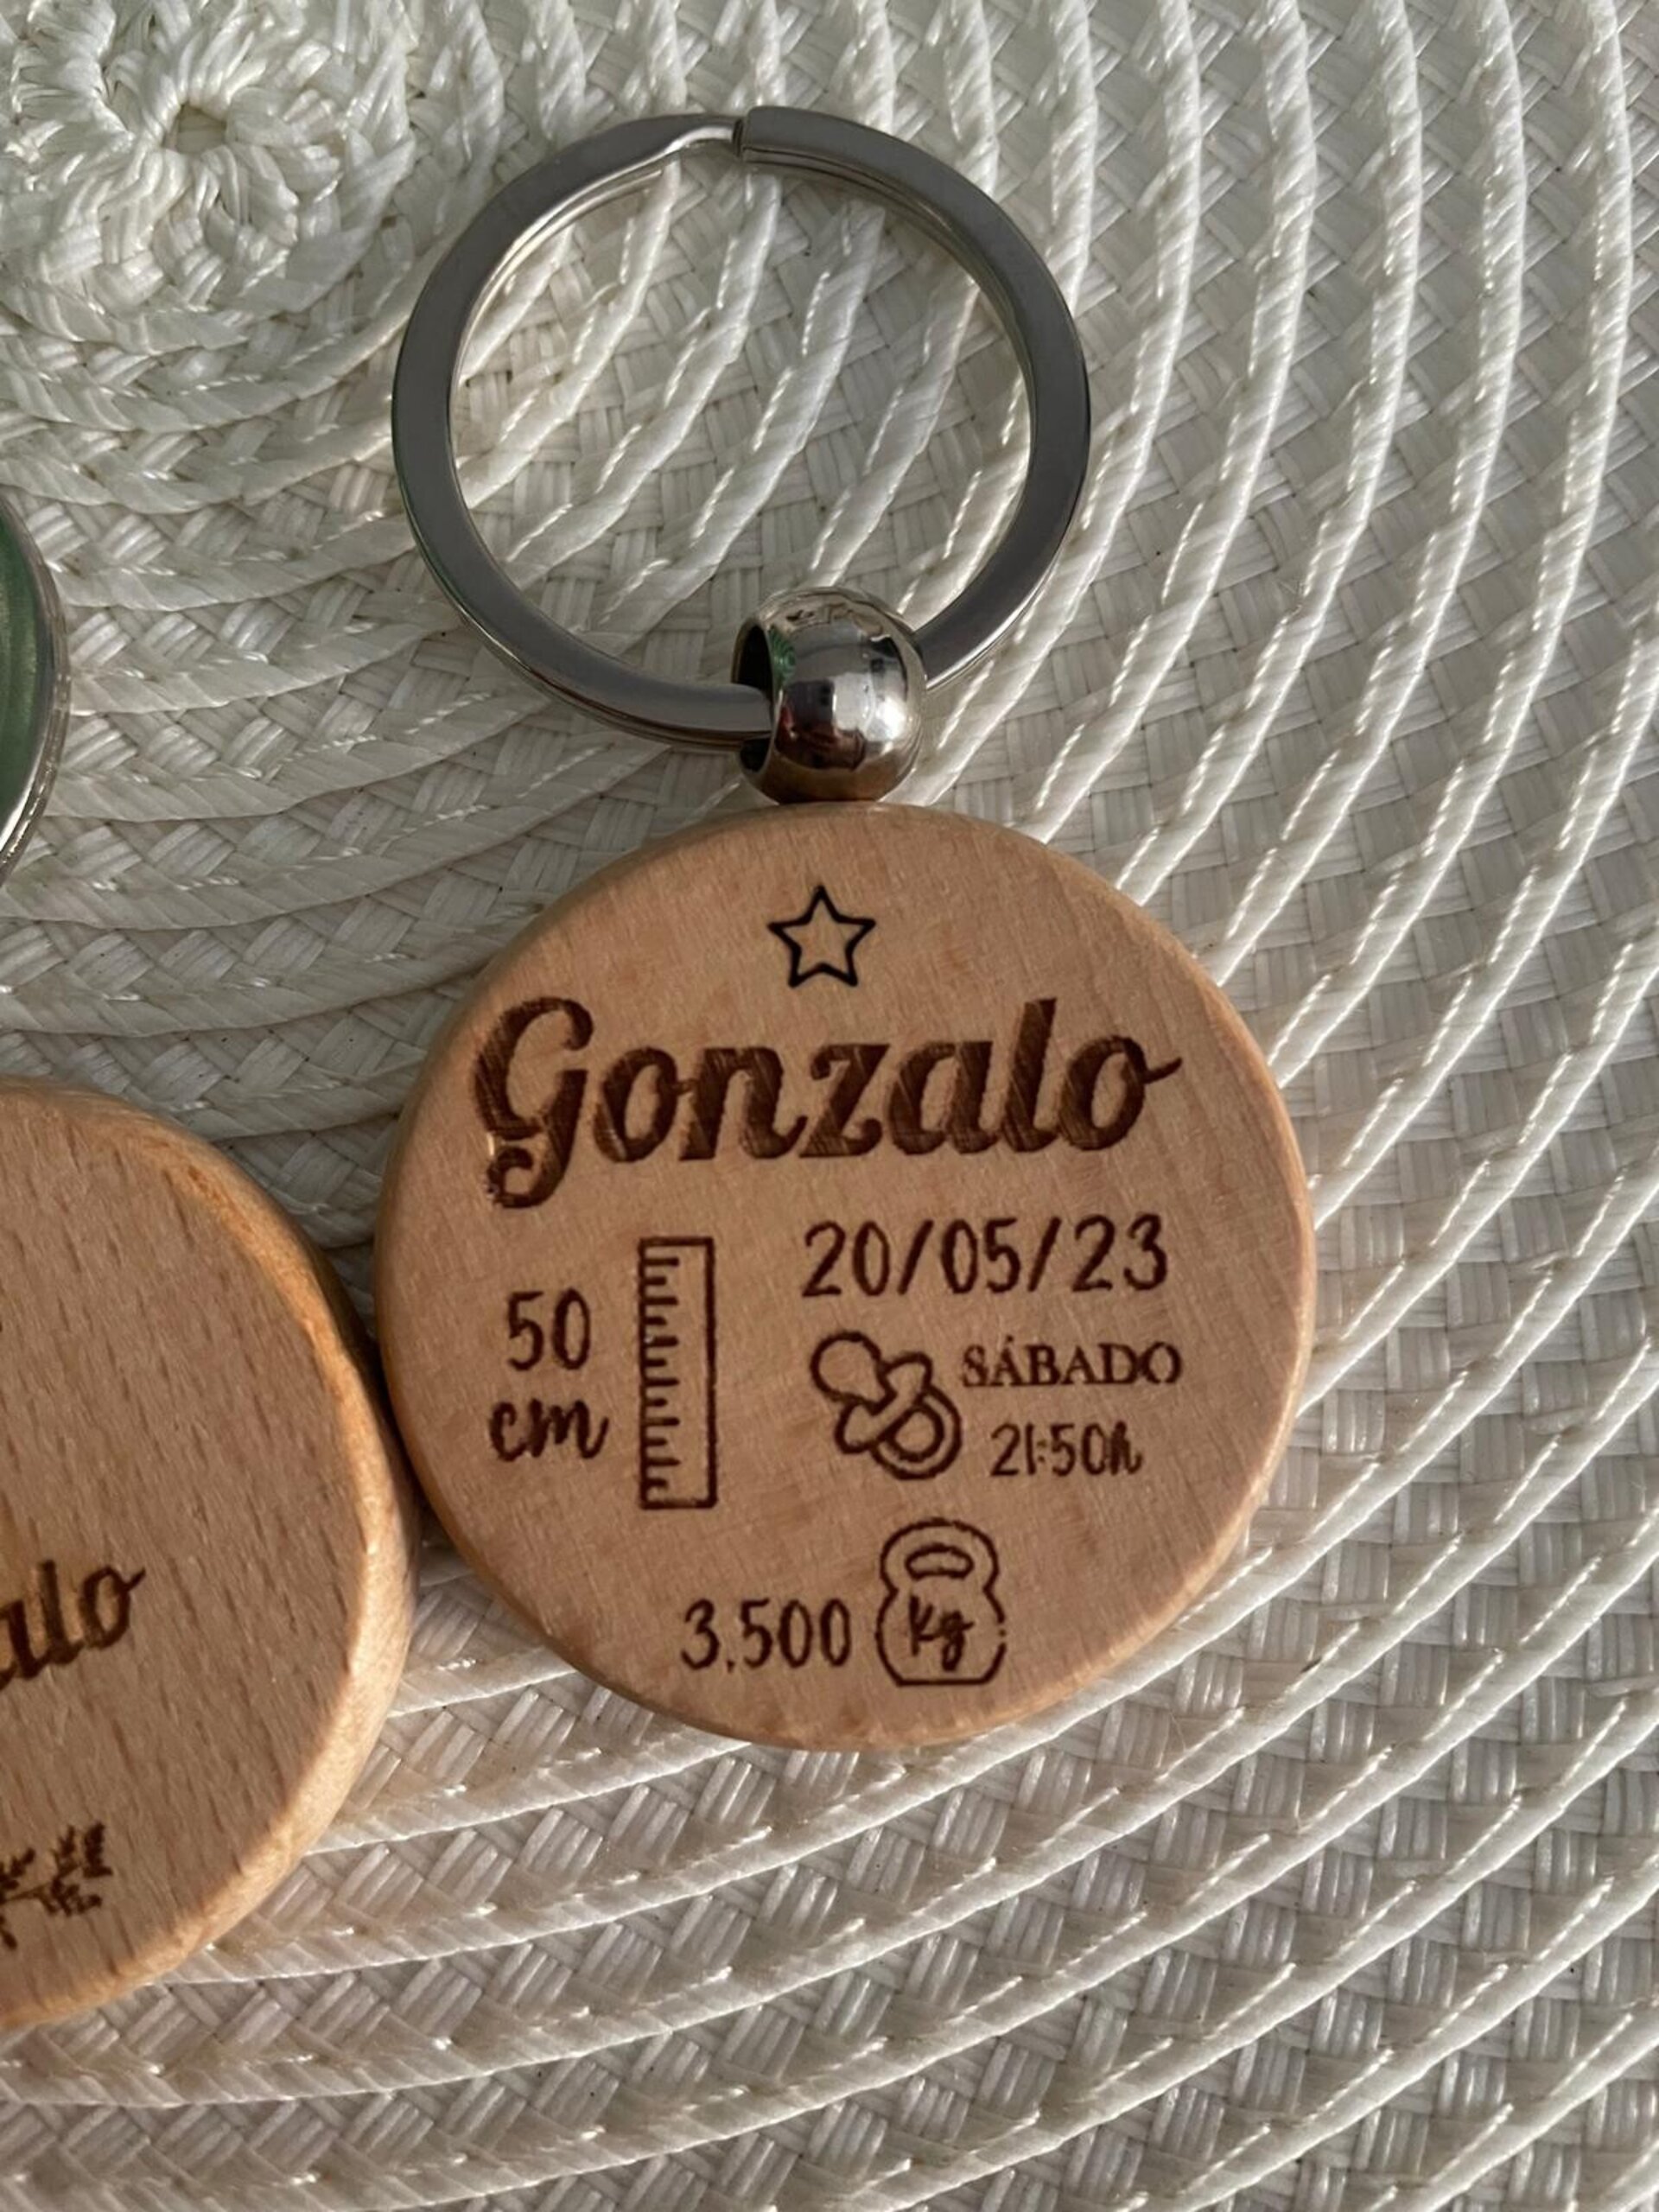 Gonzalo
20/05/23
50
cm
SÁBADO
21:50h
3,500 kg
alo